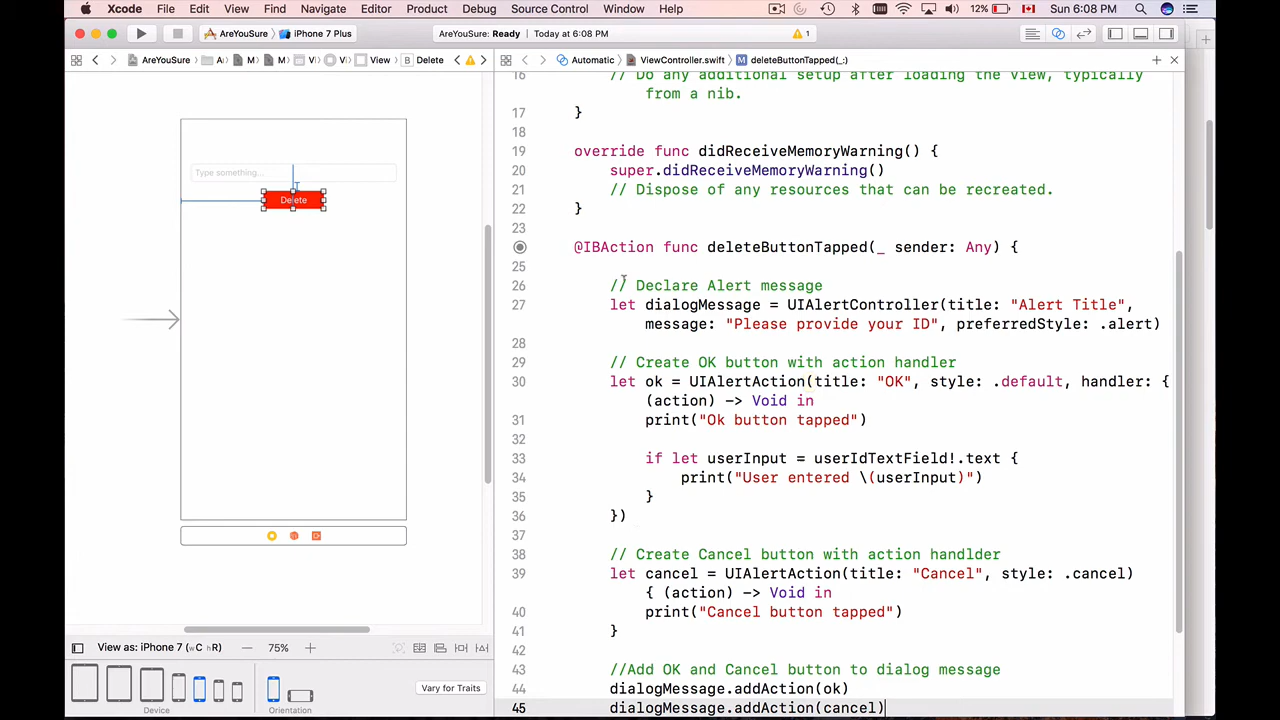 Xcode File Edit View Find Navigate Product Debug Source Control Window Help 12% Sun 6:08 PM
AreYouSure iPhone 7 Plus AreYouSure: Ready Today at 6:08 PM 1
AreYouSure A M M Vi Vi View B Delete Automatic ViewController.swift M deleteButtonTapped(_:)
16 // Do any additional setup after loading the view, typically
from a nib.
17 }
18
19 override func didReceiveMemoryWarning() {
20 super.didReceiveMemoryWarning()
21 // Dispose of any resources that can be recreated.
22 }
23
24 @IBAction func deleteButtonTapped(_ sender: Any) {
25
26 // Declare Alert message
27 let dialogMessage = UIAlertController(title: "Alert Title",
message: "Please provide your ID", preferredStyle: .alert)
28
29 // Create OK button with action handler
30 let ok = UIAlertAction(title: "OK", style: .default, handler: {
(action) -> Void in
31 print("Ok button tapped")
32
33 if let userInput = userIdTextField!.text {
34 print("User entered \(userInput)")
35 }
36 })
37
38 // Create Cancel button with action handlder
39 let cancel = UIAlertAction(title: "Cancel", style: .cancel)
{ (action) -> Void in
40 print("Cancel button tapped")
41 }
42
43 //Add OK and Cancel button to dialog message
44 dialogMessage.addAction(ok)
45 dialogMessage.addAction(cancel)
Type something...
Delete
View as: iPhone 7 (wC hR) — 75% +
Vary for Traits
Device Orientation